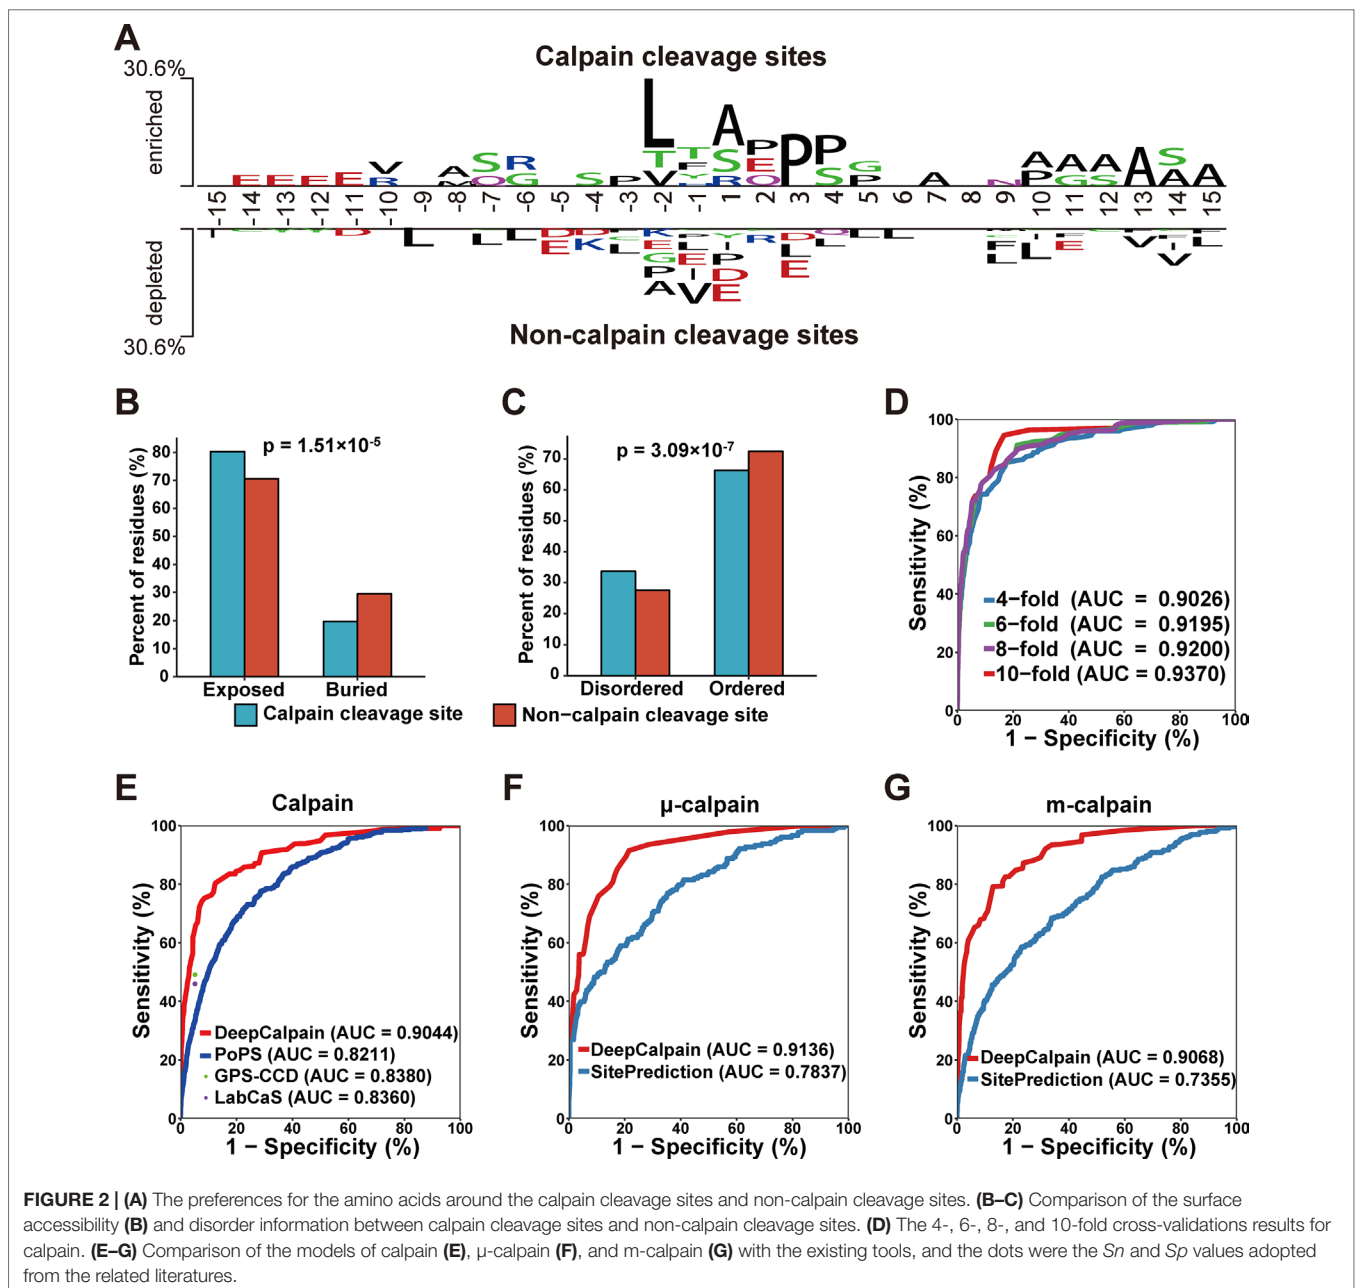 A
Calpain cleavage sites
30.6%
enriched
-15 -14 -13 -12 -11 -10 -9 -8 -7 -6 -5 -4 -3 -2 -1 1 2 3 4 5 6 7 8 9 10 11 12 13 14 15
depleted
30.6%
Non-calpain cleavage sites
B
p = 1.51×10-5
Percent of residues (%)
80
70
60
50
40
30
20
10
0
Exposed Buried
C
p = 3.09×10-7
Percent of residues (%)
70
60
50
40
30
20
10
0
Disordered Ordered
Calpain cleavage site Non−calpain cleavage site
D
Sensitivity (%)
100
80
60
40
20
0
4−fold (AUC = 0.9026)
6−fold (AUC = 0.9195)
8−fold (AUC = 0.9200)
10−fold (AUC = 0.9370)
0 20 40 60 80 100
1 − Specificity (%)
E
Calpain
Sensitivity (%)
100
80
60
40
20
0
DeepCalpain (AUC = 0.9044)
PoPS (AUC = 0.8211)
GPS-CCD (AUC = 0.8380)
LabCaS (AUC = 0.8360)
0 20 40 60 80 100
1 − Specificity (%)
F
µ-calpain
Sensitivity (%)
100
80
60
40
20
0
DeepCalpain (AUC = 0.9136)
SitePrediction (AUC = 0.7837)
0 20 40 60 80 100
1 − Specificity (%)
G
m-calpain
Sensitivity (%)
100
80
60
40
20
0
DeepCalpain (AUC = 0.9068)
SitePrediction (AUC = 0.7355)
0 20 40 60 80 100
1 − Specificity (%)
FIGURE 2 | (A) The preferences for the amino acids around the calpain cleavage sites and non-calpain cleavage sites. (B–C) Comparison of the surface
accessibility (B) and disorder information between calpain cleavage sites and non-calpain cleavage sites. (D) The 4-, 6-, 8-, and 10-fold cross-validations results for
calpain. (E–G) Comparison of the models of calpain (E), µ-calpain (F), and m-calpain (G) with the existing tools, and the dots were the Sn and Sp values adopted
from the related literatures.